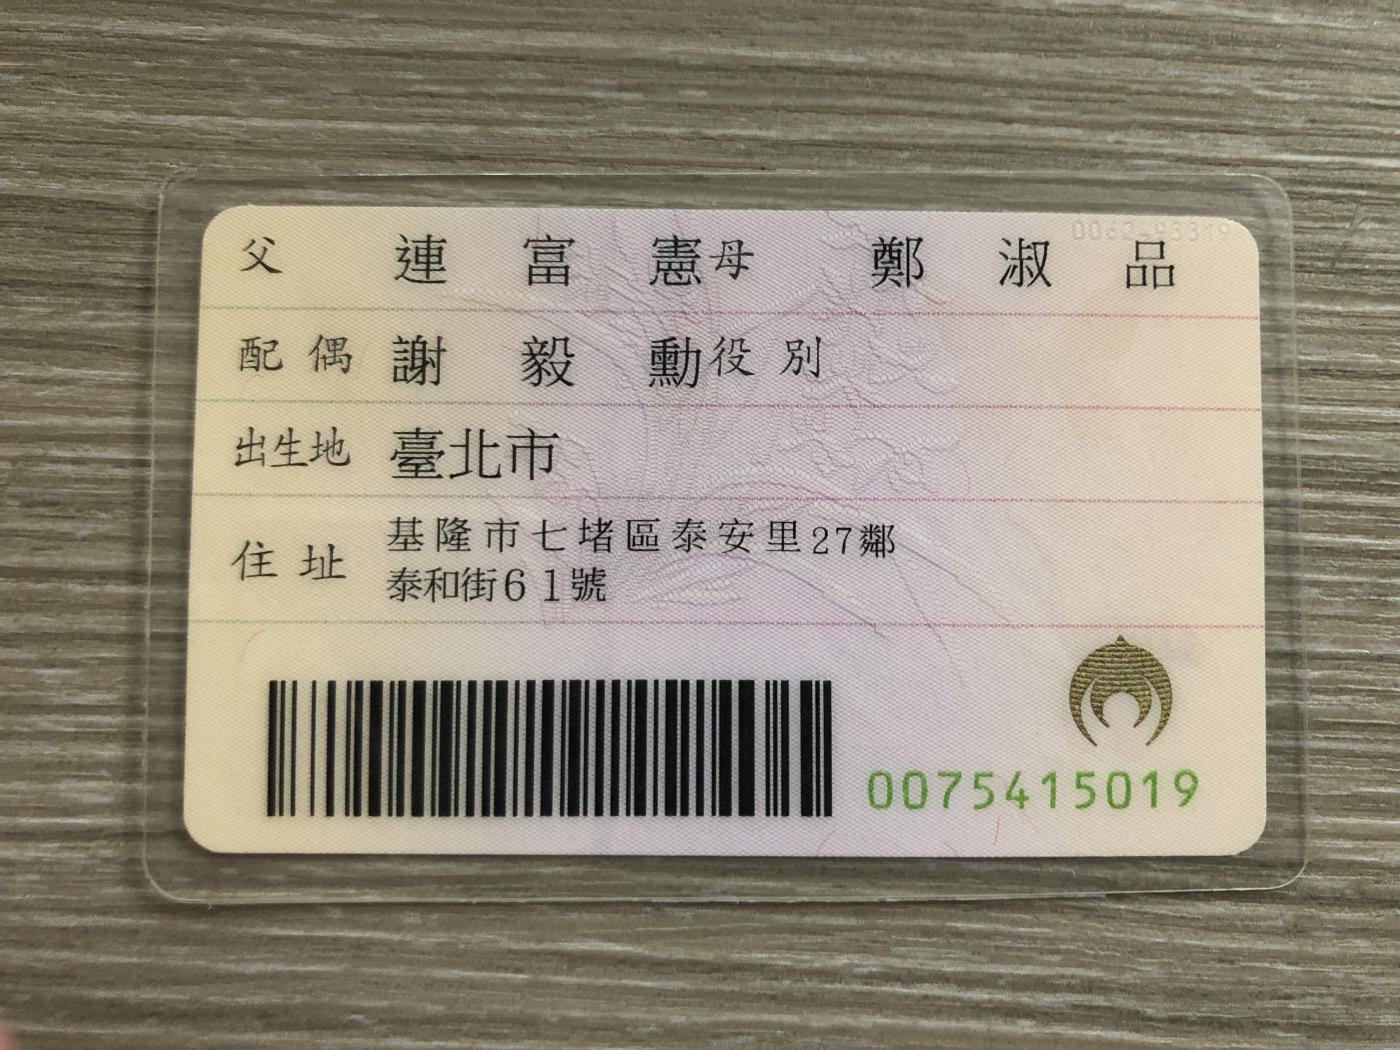 父 連富憲 母 鄭淑品
配偶 謝毅勳 役別
出生地 臺北市
住址 基隆市七堵區泰安里27鄰
泰和街61號
0075415019